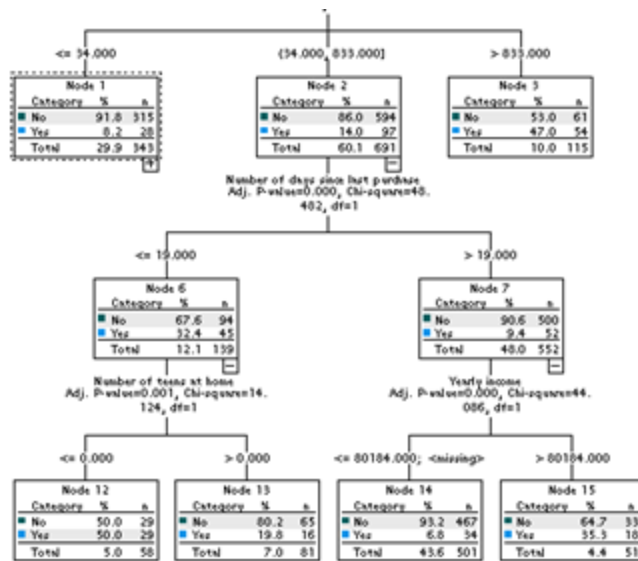 <= 34.000
(34.000, 833.000]
> 833.000
Node 1
Category % n
No 91.8 315
Yes 8.2 28
Total 29.9 343
Node 2
Category % n
No 86.0 594
Yes 14.0 97
Total 60.1 691
Node 3
Category % n
No 53.0 61
Yes 47.0 54
Total 10.0 115
Number of days since last purchase
Adj. P-value=0.000, Chi-square=48.
482, df=1
<= 19.000
> 19.000
Node 6
Category % n
No 67.6 94
Yes 32.4 45
Total 12.1 139
Node 7
Category % n
No 90.6 500
Yes 9.4 52
Total 48.0 552
Number of teens at home
Adj. P-value=0.001, Chi-square=14.
124, df=1
Yearly income
Adj. P-value=0.000, Chi-square=44.
086, df=1
<= 0.000
> 0.000
<= 80184.000; <missing>
> 80184.000
Node 12
Category % n
No 50.0 29
Yes 50.0 29
Total 5.0 58
Node 13
Category % n
No 80.2 65
Yes 19.8 16
Total 7.0 81
Node 14
Category % n
No 93.2 467
Yes 6.8 34
Total 43.6 501
Node 15
Category % n
No 64.7 33
Yes 35.3 18
Total 4.4 51